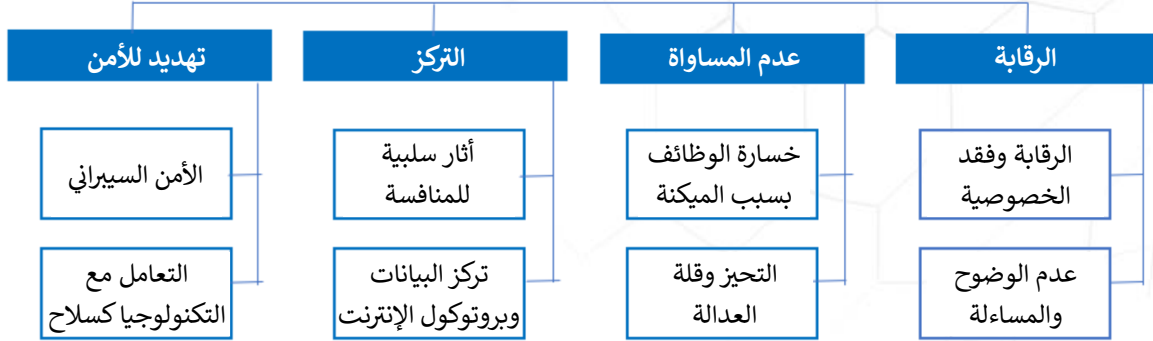 الرقابة
عدم المساواة
التركز
تهديد للأمن
الرقابة وفقد
الخصوصية
خسارة الوظائف
بسبب الميكنة
أثار سلبية
للمنافسة
الأمن السيبراني
عدم الوضوح
والمساءلة
التحيز وقلة
العدالة
تركز البيانات
وبروتوكول الإنترنت
التعامل مع
التكنولوجيا كسلاح